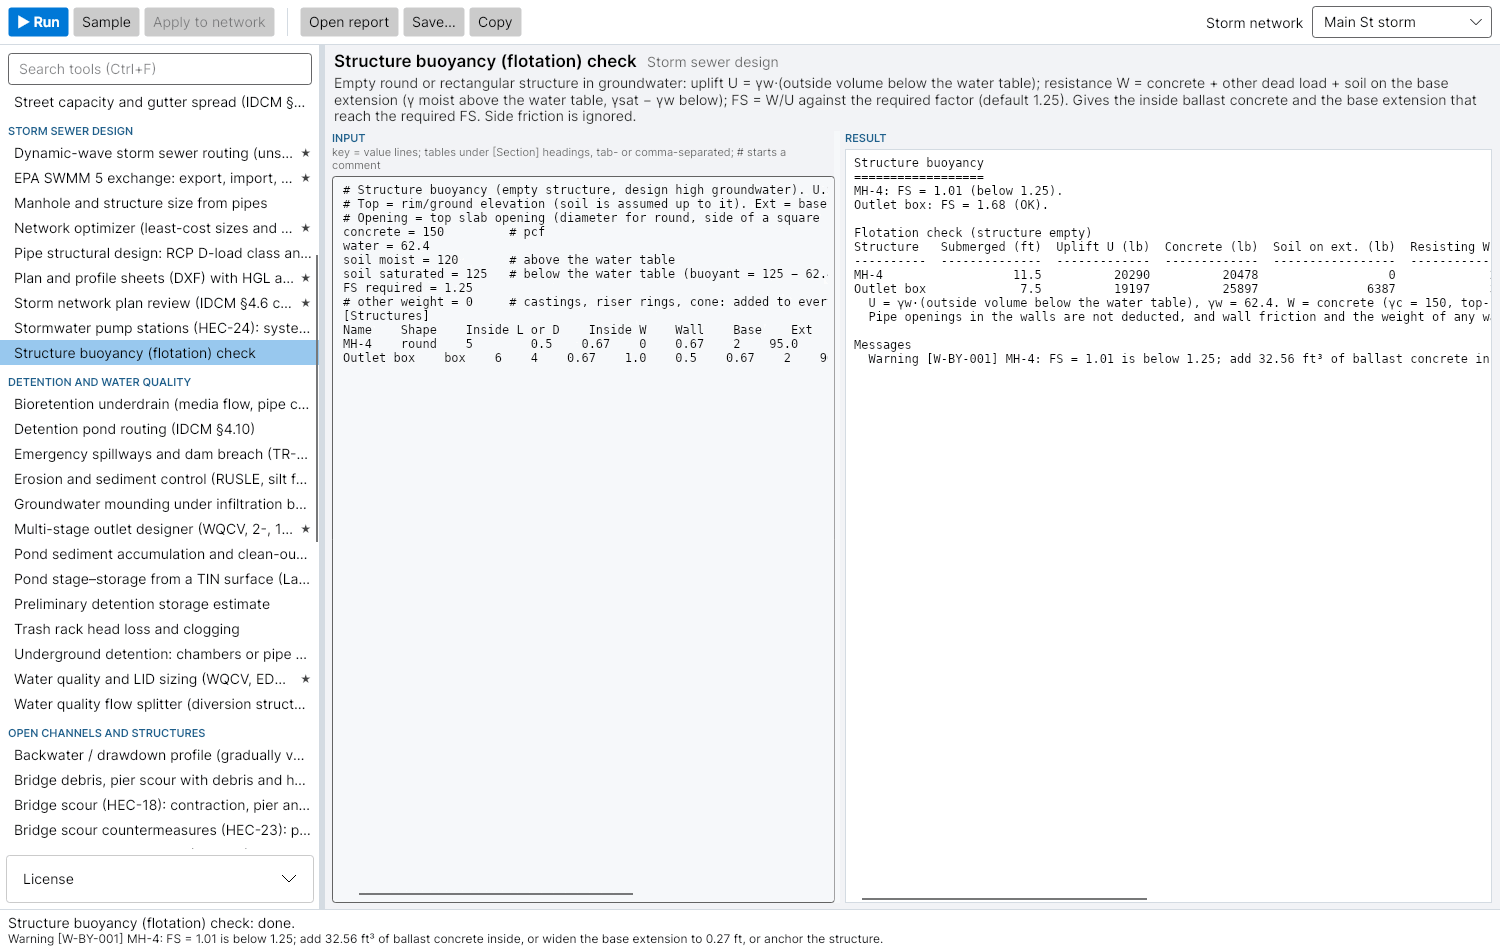 Run
Sample
Apply to network
Open report
Save...
Copy
Storm network
Main St storm
Search tools (Ctrl+F)
Street capacity and gutter spread (IDCM §...
STORM SEWER DESIGN
Dynamic-wave storm sewer routing (uns... ★
EPA SWMM 5 exchange: export, import, ... ★
Manhole and structure size from pipes
Network optimizer (least-cost sizes and ... ★
Pipe structural design: RCP D-load class an...
Plan and profile sheets (DXF) with HGL a... ★
Storm network plan review (IDCM §4.6 c... ★
Stormwater pump stations (HEC-24): syste...
Structure buoyancy (flotation) check
DETENTION AND WATER QUALITY
Bioretention underdrain (media flow, pipe c...
Detention pond routing (IDCM §4.10)
Emergency spillways and dam breach (TR-...
Erosion and sediment control (RUSLE, silt f...
Groundwater mounding under infiltration b...
Multi-stage outlet designer (WQCV, 2-, 1... ★
Pond sediment accumulation and clean-ou...
Pond stage–storage from a TIN surface (La...
Preliminary detention storage estimate
Trash rack head loss and clogging
Underground detention: chambers or pipe ...
Water quality and LID sizing (WQCV, ED... ★
Water quality flow splitter (diversion struct...
OPEN CHANNELS AND STRUCTURES
Backwater / drawdown profile (gradually v...
Bridge debris, pier scour with debris and h...
Bridge scour (HEC-18): contraction, pier an...
Bridge scour countermeasures (HEC-23): p...
License
Structure buoyancy (flotation) check Storm sewer design
Empty round or rectangular structure in groundwater: uplift U = γw·(outside volume below the water table); resistance W = concrete + other dead load + soil on the base
extension (γ moist above the water table, γsat − γw below); FS = W/U against the required factor (default 1.25). Gives the inside ballast concrete and the base extension that
reach the required FS. Side friction is ignored.
INPUT
key = value lines; tables under [Section] headings, tab- or comma-separated; # starts a
comment
# Structure buoyancy (empty structure, design high groundwater). U.
# Top = rim/ground elevation (soil is assumed up to it). Ext = base
# Opening = top slab opening (diameter for round, side of a square
concrete = 150 # pcf
water = 62.4
soil moist = 120 # above the water table
soil saturated = 125 # below the water table (buoyant = 125 − 62.
FS required = 1.25
# other weight = 0 # castings, riser rings, cone: added to ever
[Structures]
Name Shape Inside L or D Inside W Wall Base Ext
MH-4 round 5 0.5 0.67 0 0.67 2 95.0
Outlet box box 6 4 0.67 1.0 0.5 0.67 2 9
RESULT
Structure buoyancy
==================
MH-4: FS = 1.01 (below 1.25).
Outlet box: FS = 1.68 (OK).
Flotation check (structure empty)
Structure Submerged (ft) Uplift U (lb) Concrete (lb) Soil on ext. (lb) Resisting W
---------- -------------- ------------- ------------- ----------------- -----------
MH-4 11.5 20290 20478 0
Outlet box 7.5 19197 25897 6387
U = γw·(outside volume below the water table), γw = 62.4. W = concrete (γc = 150, top-
Pipe openings in the walls are not deducted, and wall friction and the weight of any w
Messages
Warning [W-BY-001] MH-4: FS = 1.01 is below 1.25; add 32.56 ft³ of ballast concrete in
Structure buoyancy (flotation) check: done.
Warning [W-BY-001] MH-4: FS = 1.01 is below 1.25; add 32.56 ft³ of ballast concrete inside, or widen the base extension to 0.27 ft, or anchor the structure.